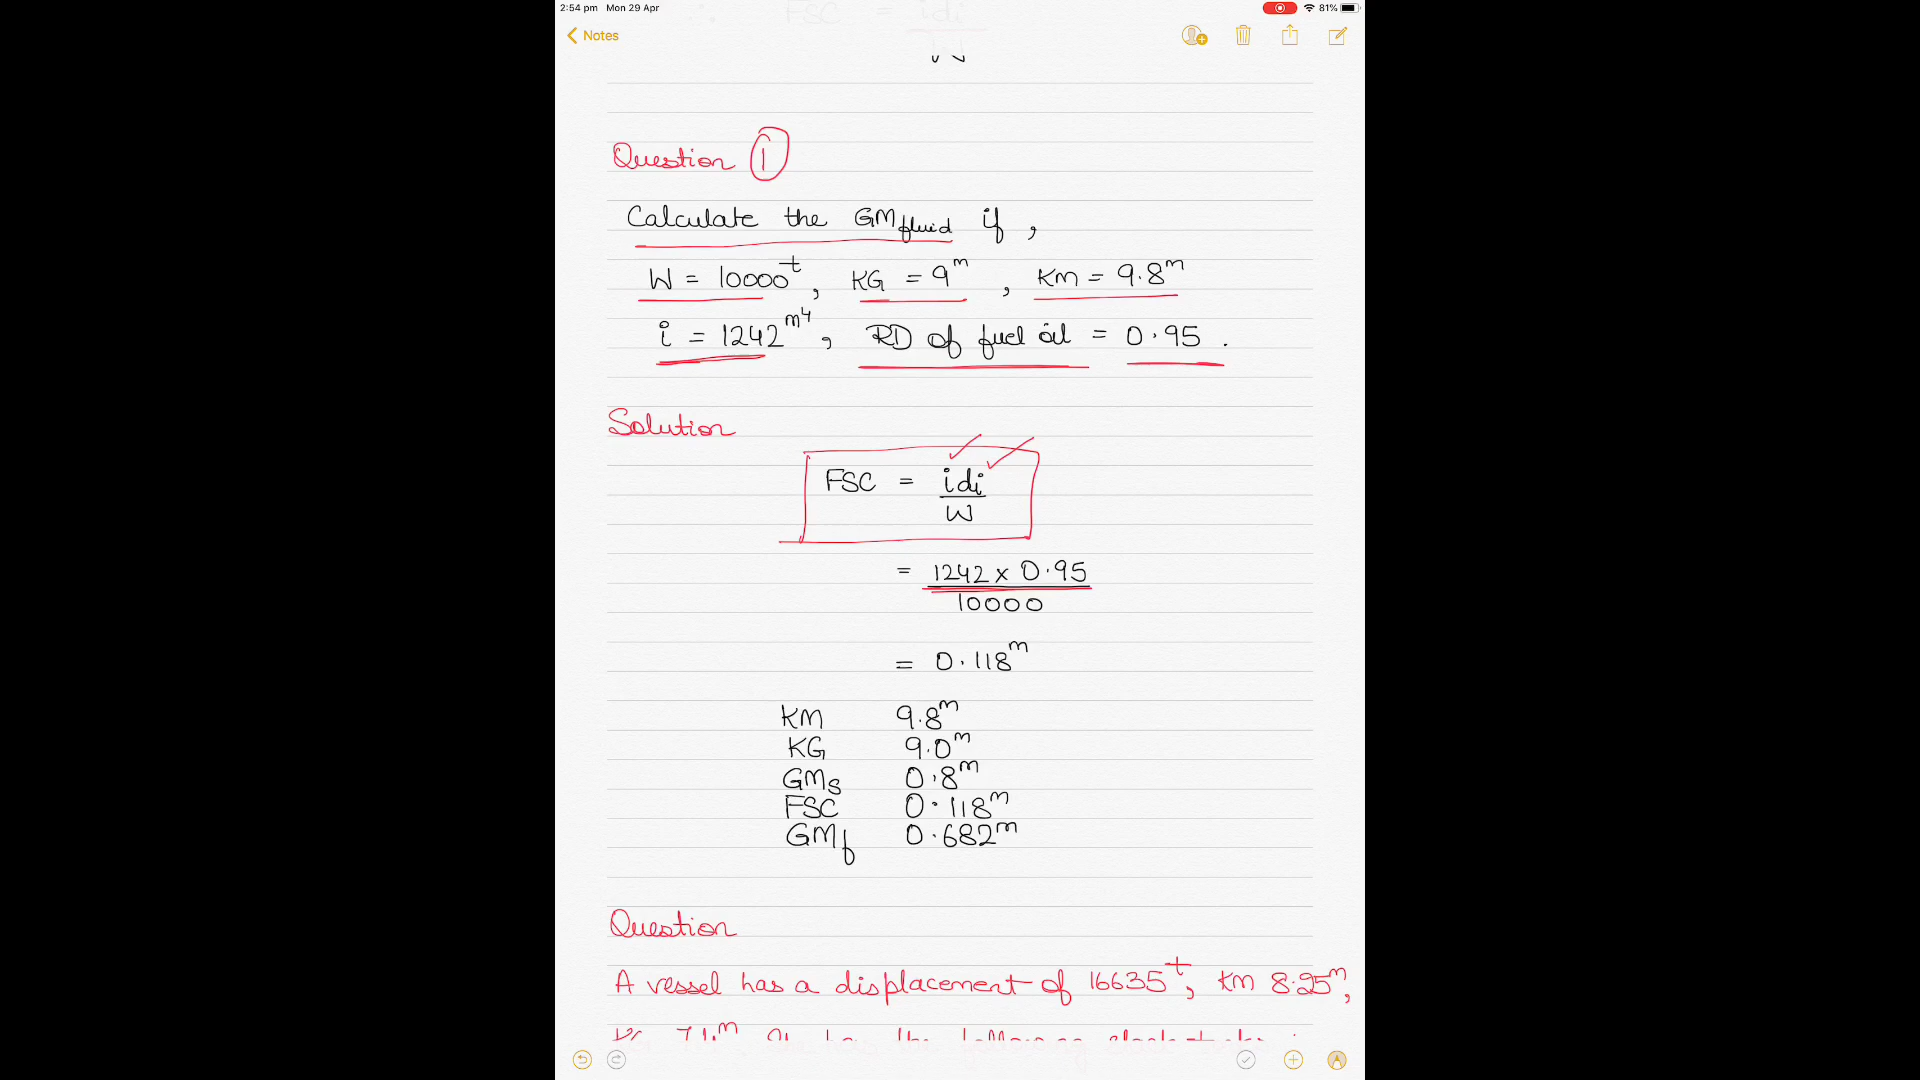 2:54 pm Mon 29 Apr 81%
FSC = idi
Notes
W
Question 1
Calculate the GMfluid if ,
W = 10000t, KG = 9m , KM = 9.8m
i = 1242m4, RD of fuel oil = 0.95 .
Solution
FSC = idi
W
= 1242 x 0.95
10000
= 0.118m
KM 9.8m
KG 9.0m
GMs 0.8m
FSC 0.118m
GMf 0.682m
Question
A vessel has a displacement of 16635t, KM 8.25m,